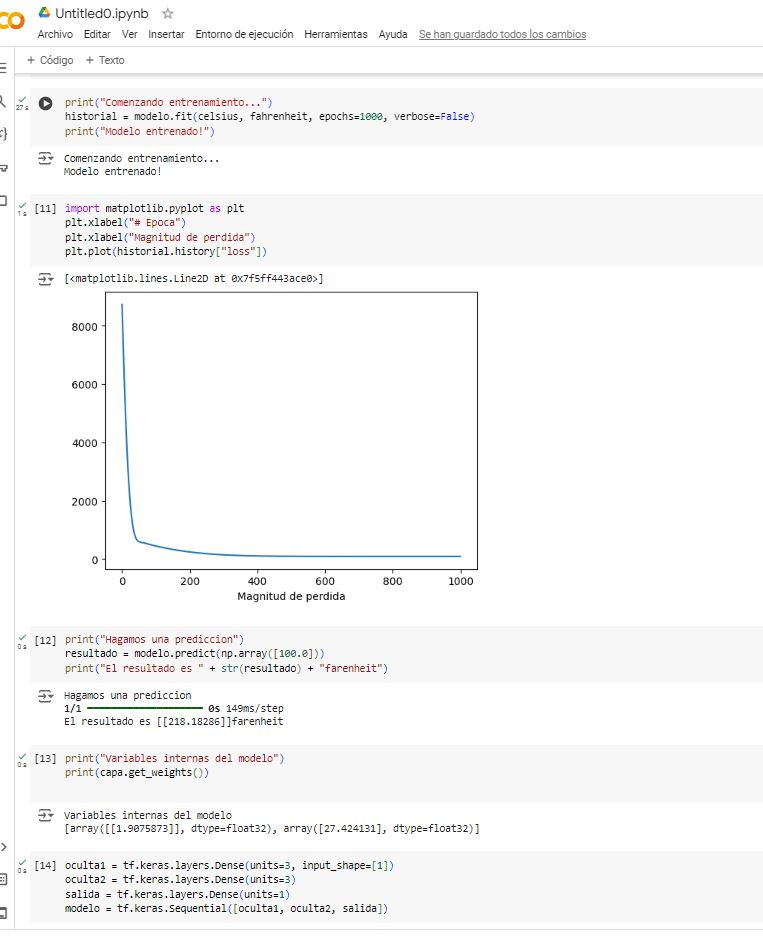 Untitled0.ipynb
Archivo Editar Ver Insertar Entorno de ejecución Herramientas Ayuda Se han guardado todos los cambios
+ Código + Texto
27 s
print("Comenzando entrenamiento...")
historial = modelo.fit(celsius, fahrenheit, epochs=1000, verbose=False)
print("Modelo entrenado!")
Comenzando entrenamiento...
Modelo entrenado!
1 s
[11] import matplotlib.pyplot as plt
plt.xlabel("# Epoca")
plt.xlabel("Magnitud de perdida")
plt.plot(historial.history["loss"])
[<matplotlib.lines.Line2D at 0x7f5ff443ace0>]
8000
6000
4000
2000
0
0 200 400 600 800 1000
Magnitud de perdida
0 s
[12] print("Hagamos una prediccion")
resultado = modelo.predict(np.array([100.0]))
print("El resultado es " + str(resultado) + "farenheit")
Hagamos una prediccion
1/1 0s 149ms/step
El resultado es [[218.18286]]farenheit
0 s
[13] print("Variables internas del modelo")
print(capa.get_weights())
Variables internas del modelo
[array([[1.9075873]], dtype=float32), array([27.424131], dtype=float32)]
0 s
[14] oculta1 = tf.keras.layers.Dense(units=3, input_shape=[1])
oculta2 = tf.keras.layers.Dense(units=3)
salida = tf.keras.layers.Dense(units=1)
modelo = tf.keras.Sequential([oculta1, oculta2, salida])